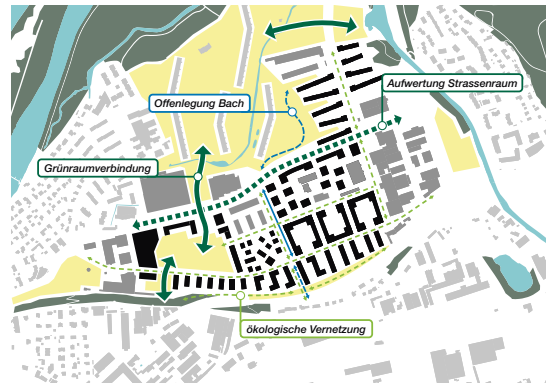 Aufwertung Strassenraum
Offenlegung Bach
Grünraumverbindung
ökologische Vernetzung